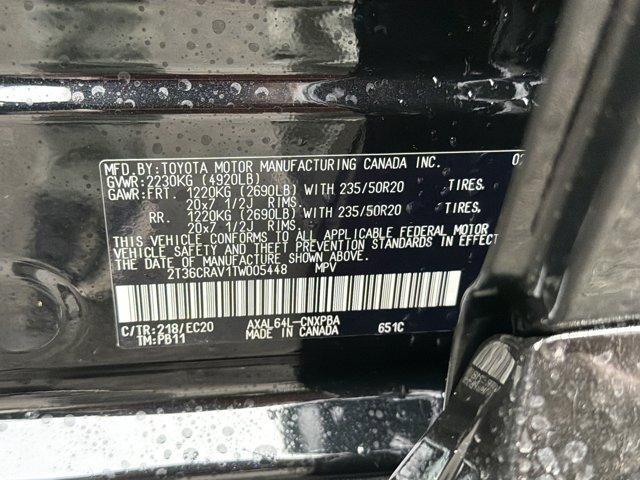 MFD.BY:TOYOTA MOTOR MANUFACTURING CANADA INC.
GVWR:2230KG (4920LB)
GAWR:FRT. 1220KG (2690LB) WITH 235/50R20 TIRES.
20x7 1/2J RIMS.
RR. 1220KG (2690LB) WITH 235/50R20 TIRES.
20x7 1/2J RIMS.
THIS VEHICLE CONFORMS TO ALL APPLICABLE FEDERAL MOTOR
VEHICLE SAFETY AND THEFT PREVENTION STANDARDS IN EFFECT
THE DATE OF MANUFACTURE SHOWN ABOVE.
2T36CRAV1TW005448 MPV
C/TR:218/EC20 AXAL64L-CNXPBA 651C
TM:PB11 MADE IN CANADA